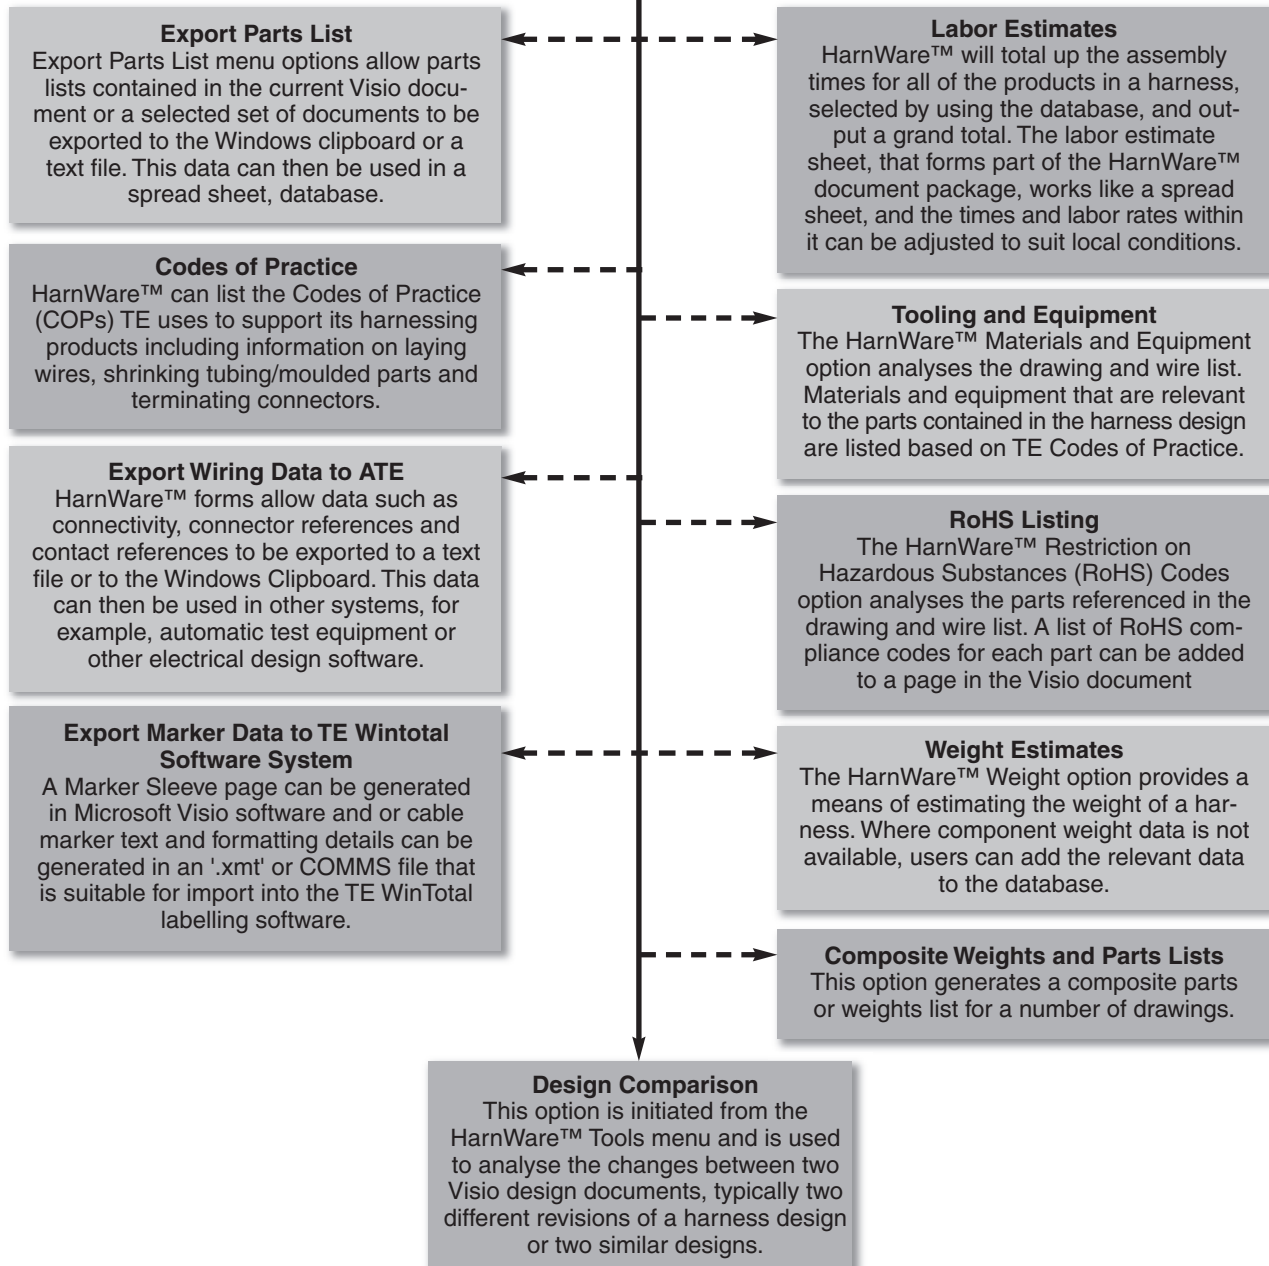 Export Parts List
Export Parts List menu options allow parts
lists contained in the current Visio docu-
ment or a selected set of documents to be
exported to the Windows clipboard or a
text file. This data can then be used in a
spread sheet, database.
Labor Estimates
HarnWare™ will total up the assembly
times for all of the products in a harness,
selected by using the database, and out-
put a grand total. The labor estimate
sheet, that forms part of the HarnWare™
document package, works like a spread
sheet, and the times and labor rates within
it can be adjusted to suit local conditions.
Codes of Practice
HarnWare™ can list the Codes of Practice
(COPs) TE uses to support its harnessing
products including information on laying
wires, shrinking tubing/moulded parts and
terminating connectors.
Tooling and Equipment
The HarnWare™ Materials and Equipment
option analyses the drawing and wire list.
Materials and equipment that are relevant
to the parts contained in the harness design
are listed based on TE Codes of Practice.
Export Wiring Data to ATE
HarnWare™ forms allow data such as
connectivity, connector references and
contact references to be exported to a text
file or to the Windows Clipboard. This data
can then be used in other systems, for
example, automatic test equipment or
other electrical design software.
RoHS Listing
The HarnWare™ Restriction on
Hazardous Substances (RoHS) Codes
option analyses the parts referenced in the
drawing and wire list. A list of RoHS com-
pliance codes for each part can be added
to a page in the Visio document
Export Marker Data to TE Wintotal
Software System
A Marker Sleeve page can be generated
in Microsoft Visio software and or cable
marker text and formatting details can be
generated in an '.xmt' or COMMS file that
is suitable for import into the TE WinTotal
labelling software.
Weight Estimates
The HarnWare™ Weight option provides a
means of estimating the weight of a har-
ness. Where component weight data is not
available, users can add the relevant data
to the database.
Composite Weights and Parts Lists
This option generates a composite parts
or weights list for a number of drawings.
Design Comparison
This option is initiated from the
HarnWare™ Tools menu and is used
to analyse the changes between two
Visio design documents, typically two
different revisions of a harness design
or two similar designs.